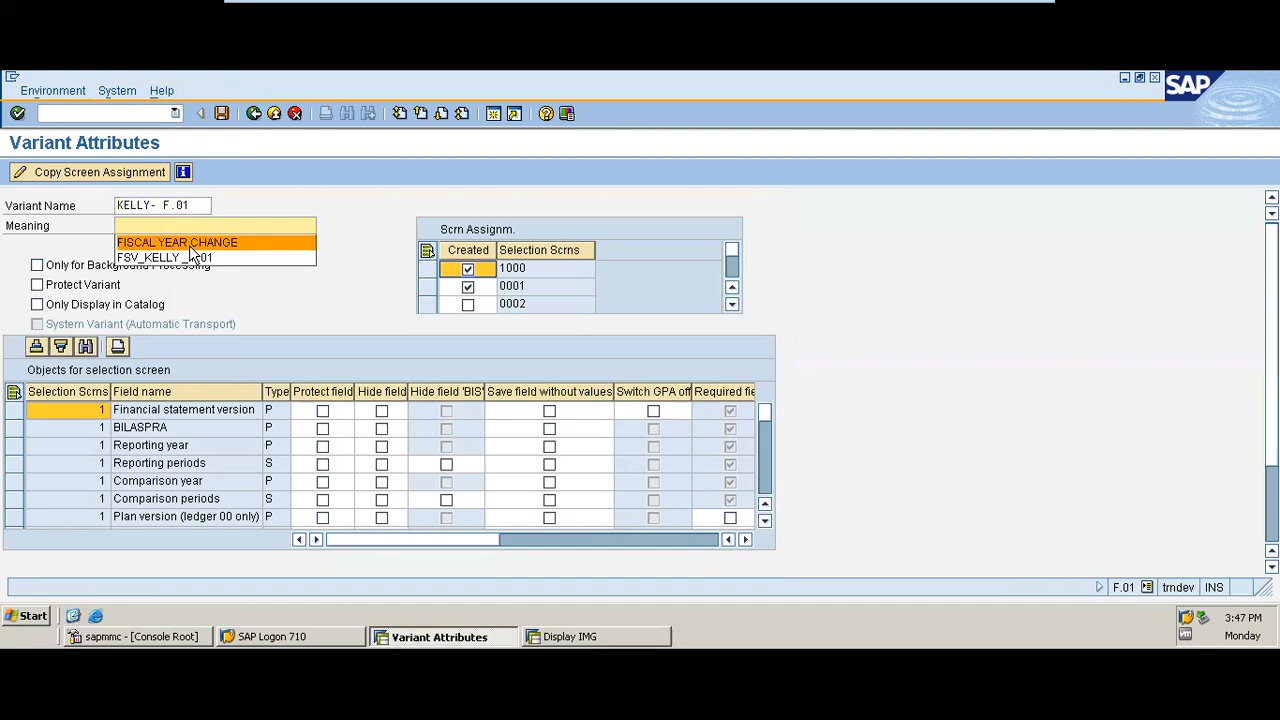 Environment System Help
SAP
Variant Attributes
Copy Screen Assignment
Variant Name KELLY- F.01
Meaning
FISCAL YEAR CHANGE
FSV_KELLY _ 01
Only for Background Processing
Protect Variant
Only Display in Catalog
System Variant (Automatic Transport)
Scrn Assignm.
Created Selection Scrns
1000
0001
0002
Objects for selection screen
Selection Scrns Field name Type Protect field Hide field Hide field 'BIS' Save field without values Switch GPA off Required fie
1 Financial statement version P
1 BILASPRA P
1 Reporting year P
1 Reporting periods S
1 Comparison year P
1 Comparison periods S
1 Plan version (ledger 00 only) P
F.01 trndev INS
Start
sapmmc - [Console Root] SAP Logon 710 Variant Attributes Display IMG
3:47 PM
Monday